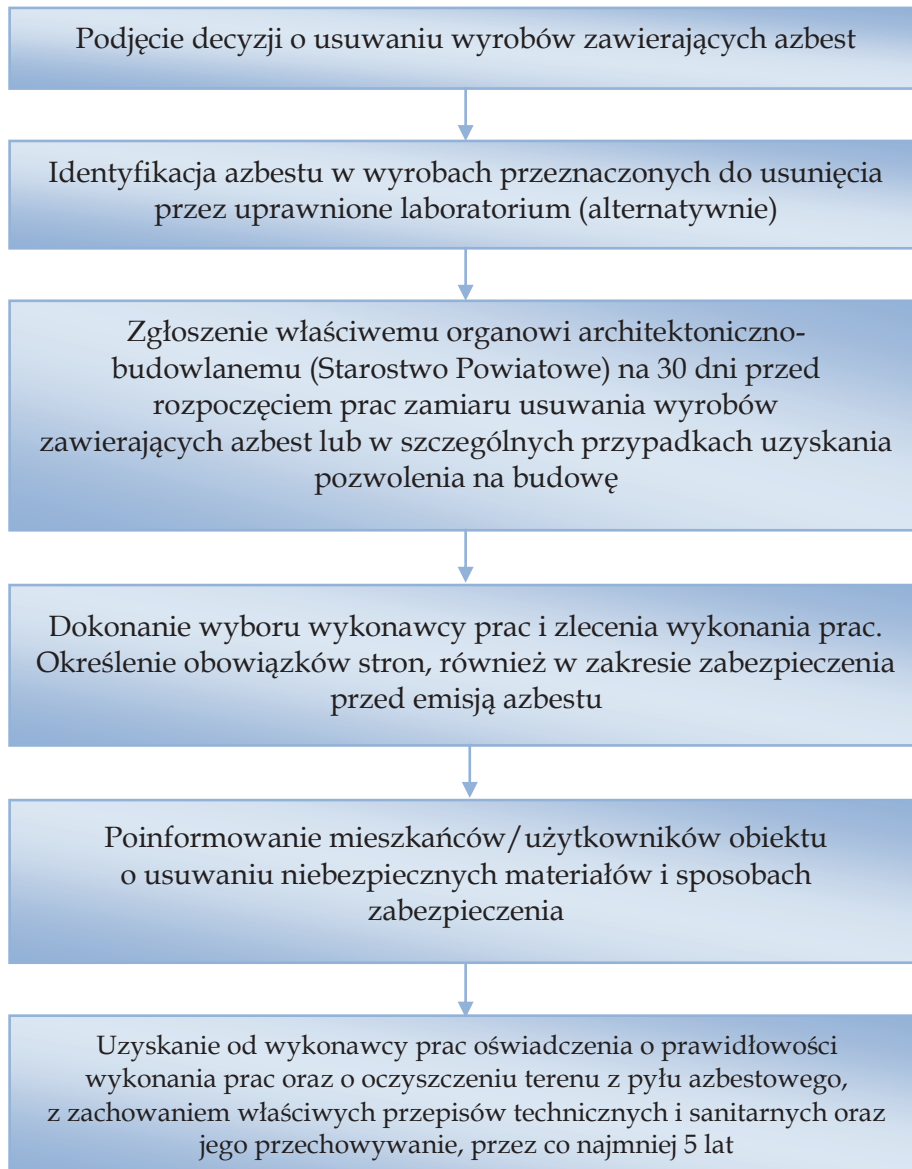 Podjęcie decyzji o usuwaniu wyrobów zawierających azbest
Identyfikacja azbestu w wyrobach przeznaczonych do usunięcia
przez uprawnione laboratorium (alternatywnie)
Zgłoszenie właściwemu organowi architektoniczno-
budowlanemu (Starostwo Powiatowe) na 30 dni przed
rozpoczęciem prac zamiaru usuwania wyrobów
zawierających azbest lub w szczególnych przypadkach uzyskania
pozwolenia na budowę
Dokonanie wyboru wykonawcy prac i zlecenia wykonania prac.
Określenie obowiązków stron, również w zakresie zabezpieczenia
przed emisją azbestu
Poinformowanie mieszkańców/użytkowników obiektu
o usuwaniu niebezpiecznych materiałów i sposobach
zabezpieczenia
Uzyskanie od wykonawcy prac oświadczenia o prawidłowości
wykonania prac oraz o oczyszczeniu terenu z pyłu azbestowego,
z zachowaniem właściwych przepisów technicznych i sanitarnych oraz
jego przechowywanie, przez co najmniej 5 lat